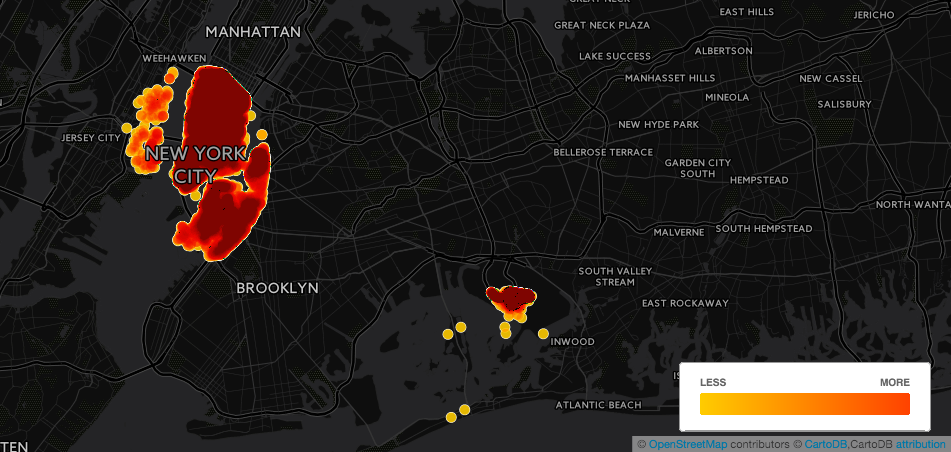 GREAT NECK
EAST HILLS
JERICHO
GREAT NECK PLAZA
MANHATTAN
ALBERTSON
LAKE SUCCESS
WEEHAWKEN
MANHASSET HILLS
NEW CASSEL
MINEOLA
SALISBURY
NEW HYDE PARK
JERSEY CITY
NEW YORK
CITY
BELLEROSE TERRACE
GARDEN CITY
SOUTH
HEMPSTEAD
NORTH WANTA
MALVERNE
SOUTH HEMPSTEAD
SOUTH VALLEY
STREAM
BROOKLYN
EAST ROCKAWAY
INWOOD
IS
LESS
MORE
ATLANTIC BEACH
TEN
© OpenStreetMap contributors © CartoDB,CartoDB attribution